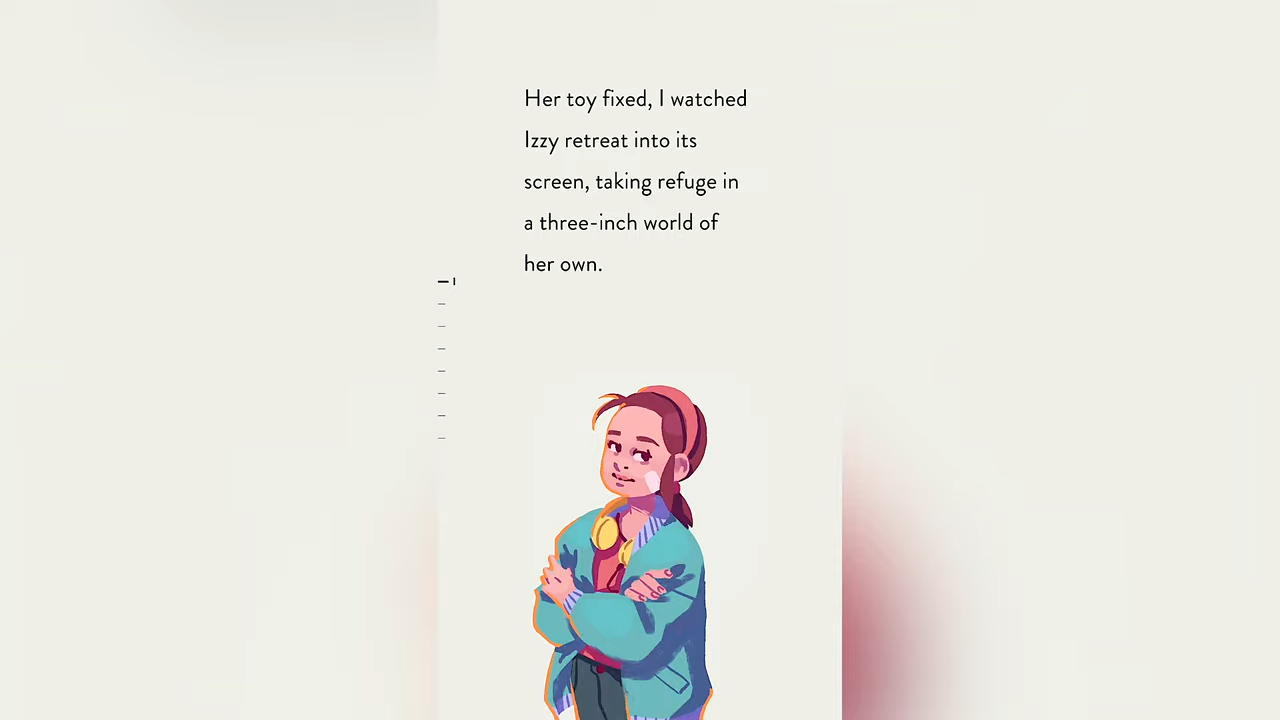 Her toy fixed, I watched
Izzy retreat into its
screen, taking refuge in
a three-inch world of
her own.